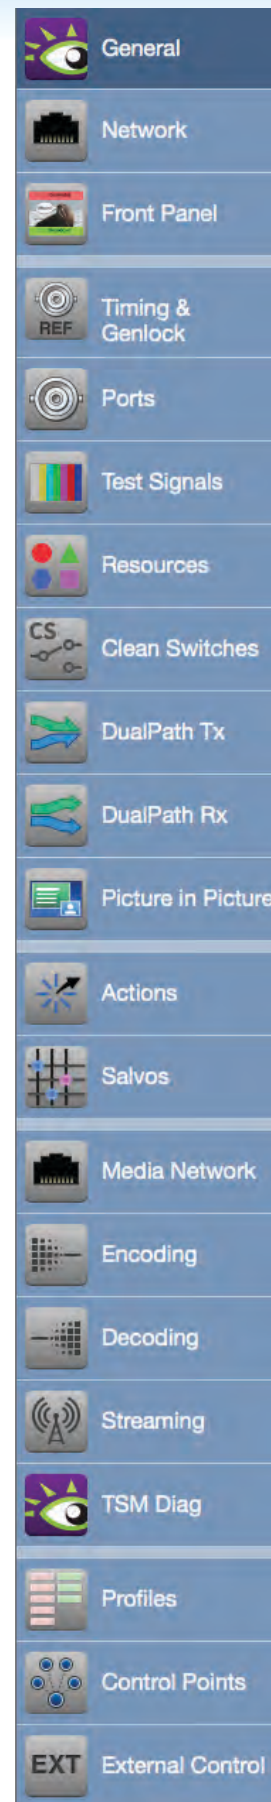 General
Network
Front Panel
REF
Timing &
Genlock
Ports
Test Signals
Resources
CS
Clean Switches
DualPath Tx
DualPath Rx
Picture in Picture
Actions
Salvos
Media Network
Encoding
Decoding
Streaming
TSM Diag
Profiles
Control Points
EXT External Control